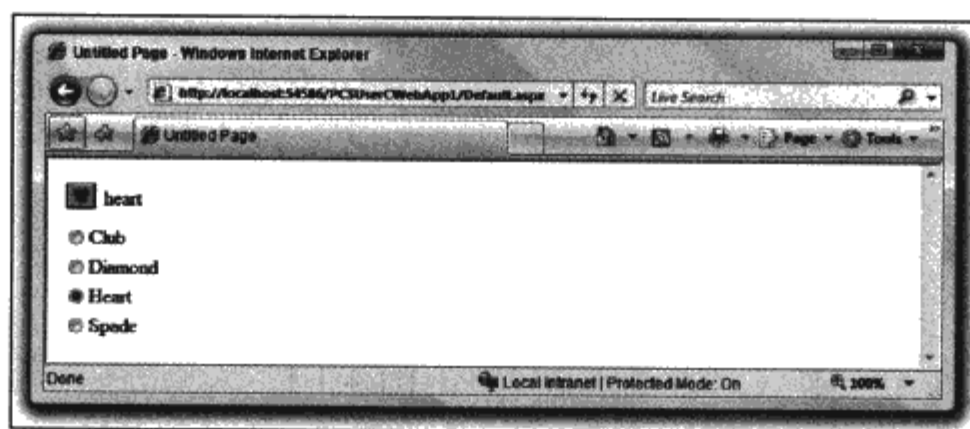 Untitled Page - Windows Internet Explorer
http://localhost:54586/PCSUserCWebApp1/Default.aspx
Live Search
Untitled Page
Page
Tools
heart
Club
Diamond
Heart
Spade
Done
Local intranet | Protected Mode: On
100%